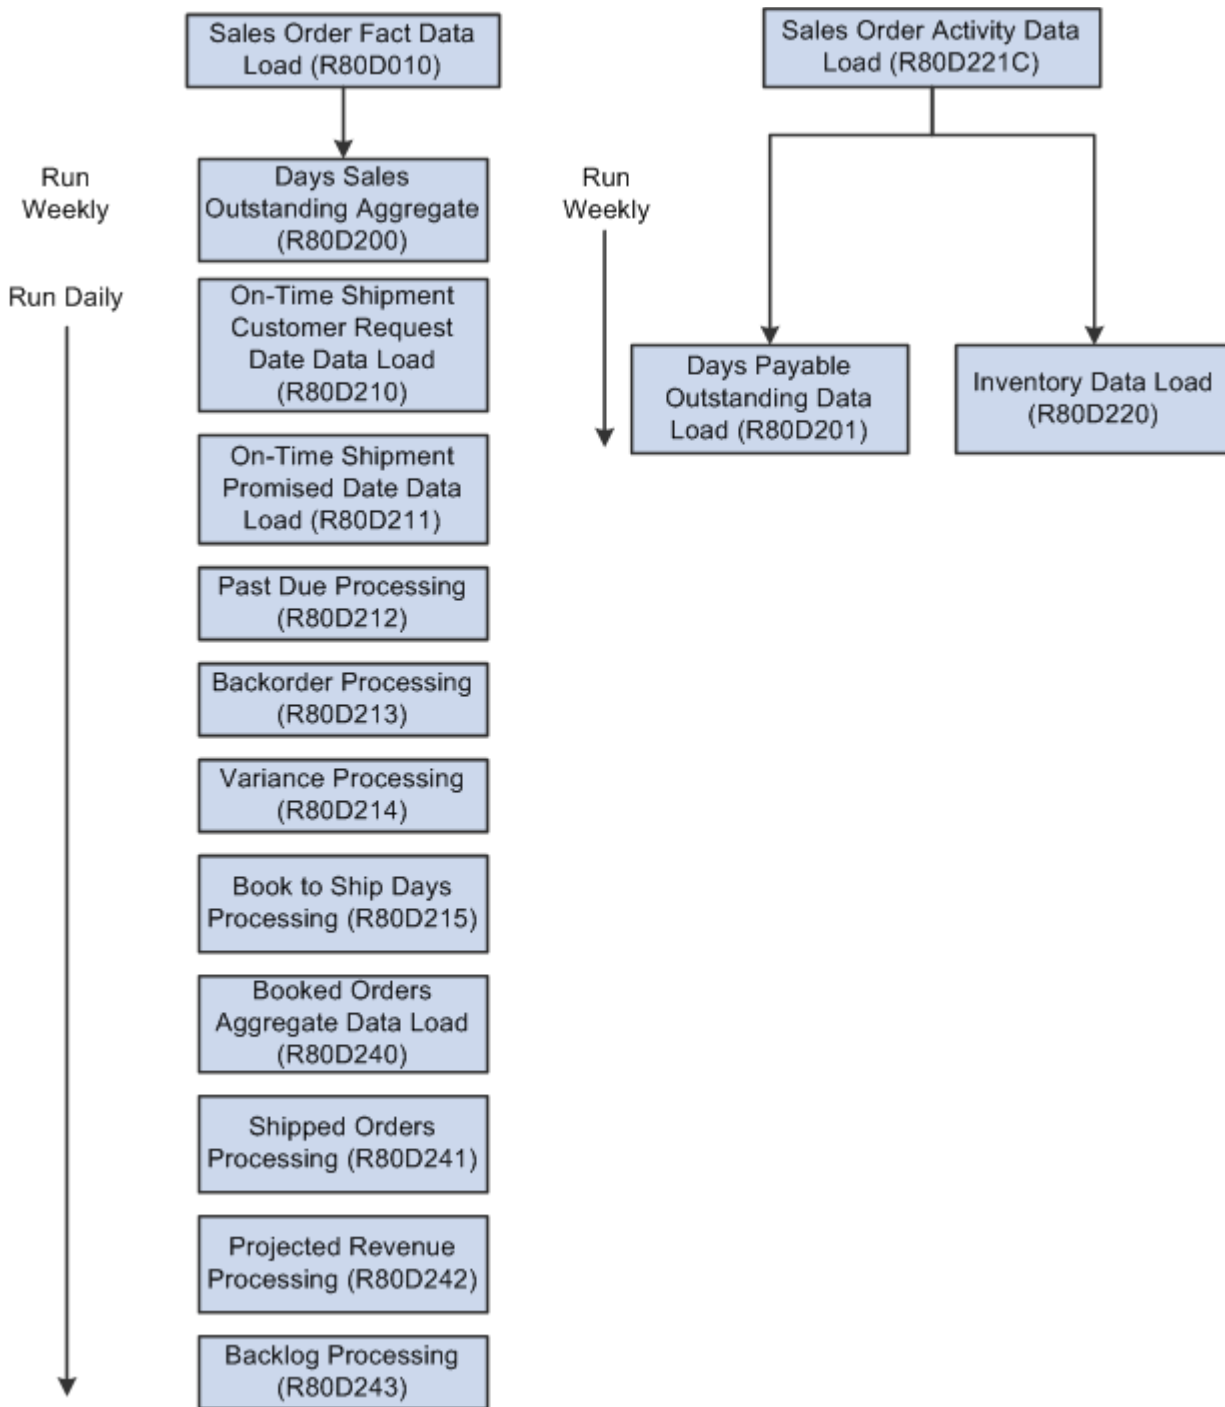 Sales Order Fact Data
Load (R80D010)
Run
Weekly
Days Sales
Outstanding Aggregate
(R80D200)
Run Daily
On-Time Shipment
Customer Request
Date Data Load
(R80D210)
On-Time Shipment
Promised Date Data
Load (R80D211)
Past Due Processing
(R80D212)
Backorder Processing
(R80D213)
Variance Processing
(R80D214)
Book to Ship Days
Processing (R80D215)
Booked Orders
Aggregate Data Load
(R80D240)
Shipped Orders
Processing (R80D241)
Projected Revenue
Processing (R80D242)
Backlog Processing
(R80D243)
Sales Order Activity Data
Load (R80D221C)
Run
Weekly
Days Payable
Outstanding Data
Load (R80D201)
Inventory Data Load
(R80D220)